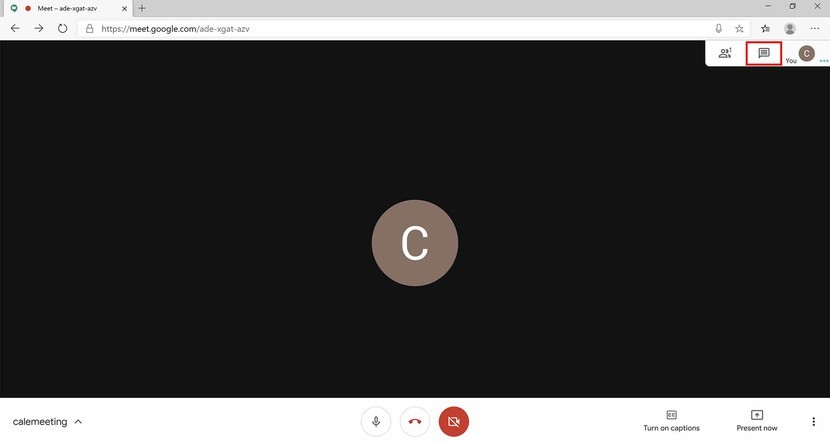 Meet – ade-xgat-azv
https://meet.google.com/ade-xgat-azv
1
You
C
C
calemeeting
CC
Turn on captions
Present now